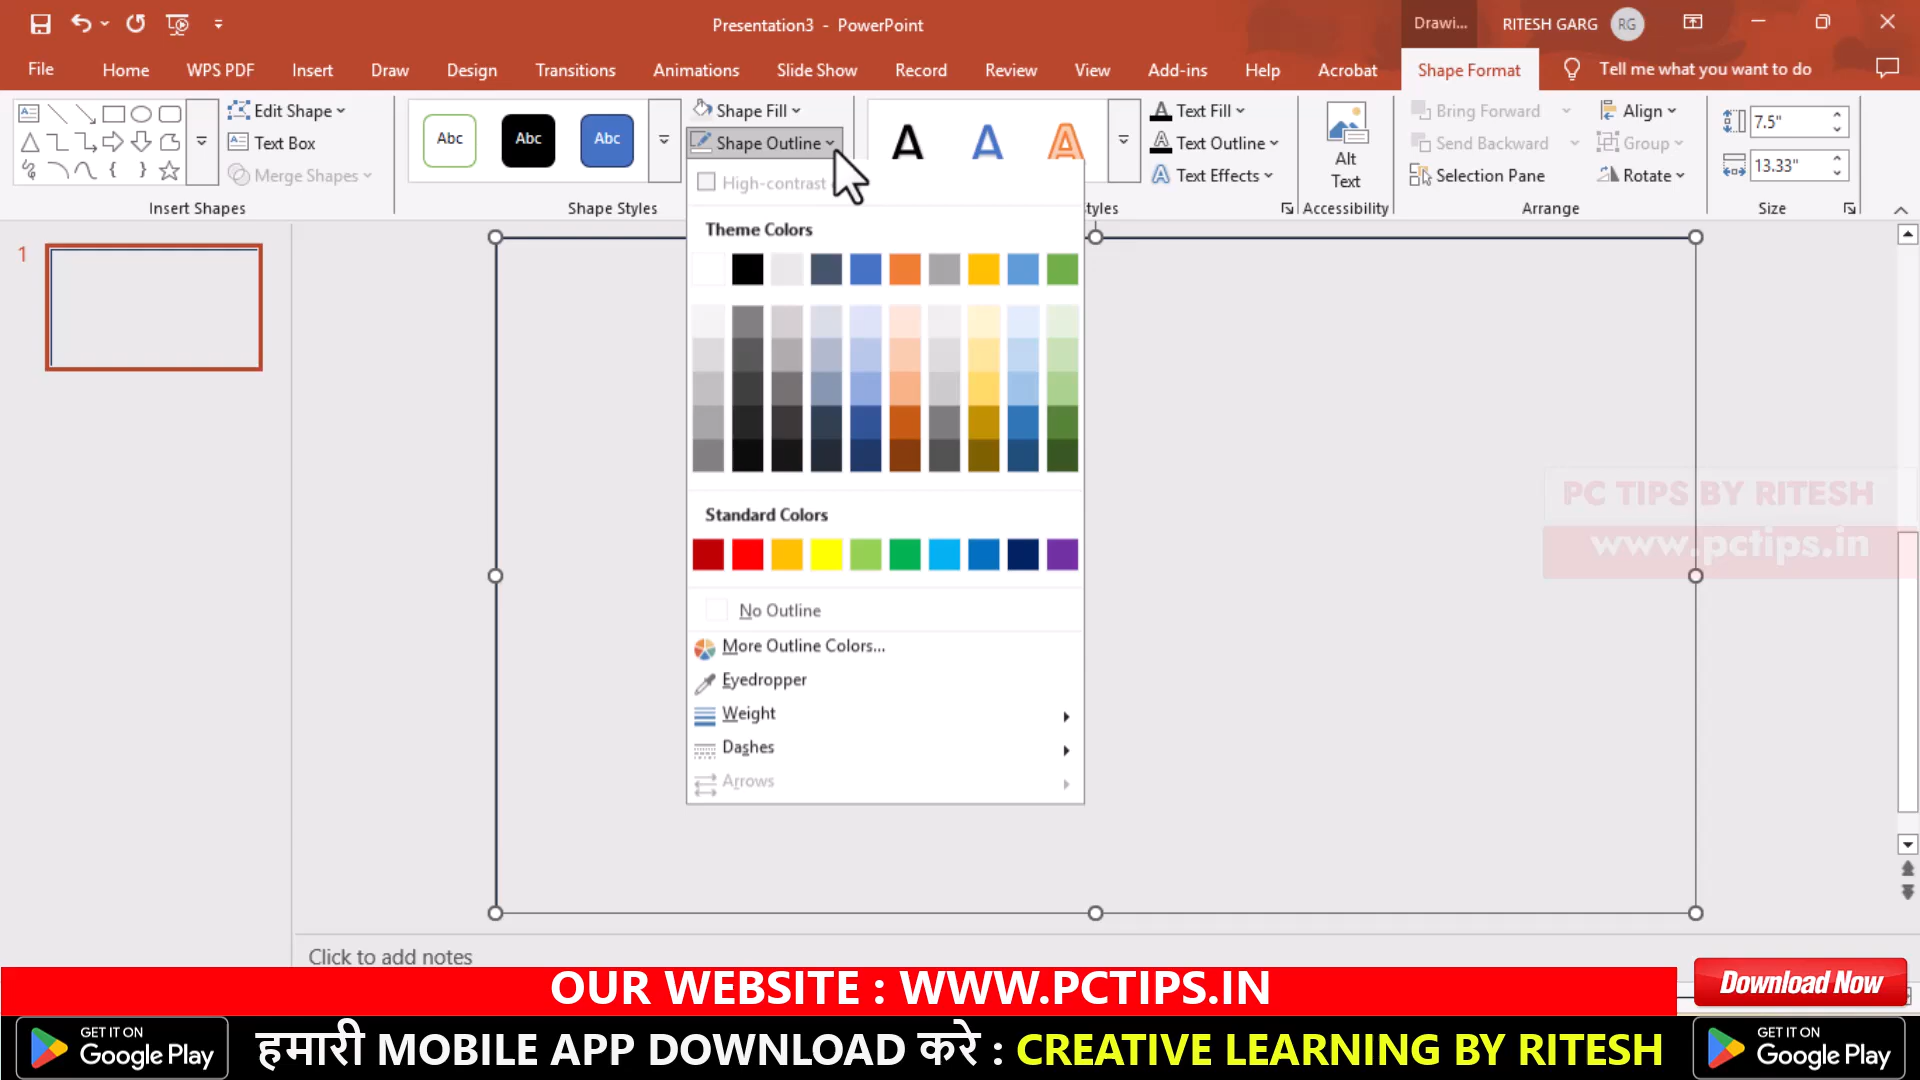 Presentation3 - PowerPoint
Drawi...
RITESH GARG
RG
File
Home
WPS PDF
Insert
Draw
Design
Transitions
Animations
Slide Show
Record
Review
View
Add-ins
Help
Acrobat
Shape Format
Tell me what you want to do
Edit Shape
Text Box
Merge Shapes
Insert Shapes
Abc
Abc
Abc
Shape Fill
Shape Outline
Shape Styles
A
A
A
Text Fill
Text Outline
Text Effects
tyles
Alt
Text
Accessibility
Bring Forward
Send Backward
Selection Pane
Align
Group
Rotate
Arrange
7.5"
13.33"
Size
High-contrast
Theme Colors
Standard Colors
No Outline
More Outline Colors...
Eyedropper
Weight
Dashes
Arrows
1
PC TIPS BY RITESH
www.pctips.in
Click to add notes
OUR WEBSITE : WWW.PCTIPS.IN
Download Now
GET IT ON
Google Play
हमारी MOBILE APP DOWNLOAD करे : CREATIVE LEARNING BY RITESH
GET IT ON
Google Play